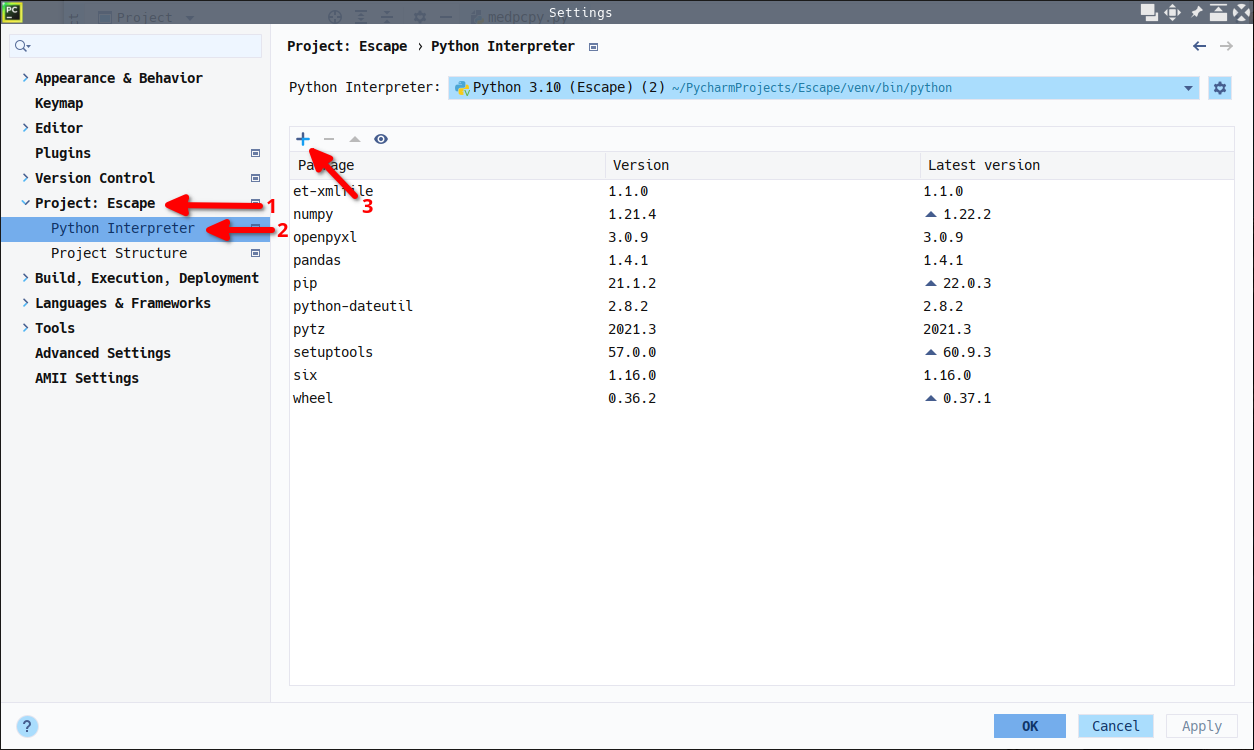 PC Project Settings medpcpy.py
Project: Escape › Python Interpreter
Appearance & Behavior
Keymap
Editor
Plugins
Version Control
Project: Escape 1
Python Interpreter 2
Project Structure
Build, Execution, Deployment
Languages & Frameworks
Tools
Advanced Settings
AMII Settings
Python Interpreter: Python 3.10 (Escape) (2) ~/PycharmProjects/Escape/venv/bin/python
3
Package Version Latest version
et-xmlfile 1.1.0 1.1.0
numpy 1.21.4 1.22.2
openpyxl 3.0.9 3.0.9
pandas 1.4.1 1.4.1
pip 21.1.2 22.0.3
python-dateutil 2.8.2 2.8.2
pytz 2021.3 2021.3
setuptools 57.0.0 60.9.3
six 1.16.0 1.16.0
wheel 0.36.2 0.37.1
? OK Cancel Apply